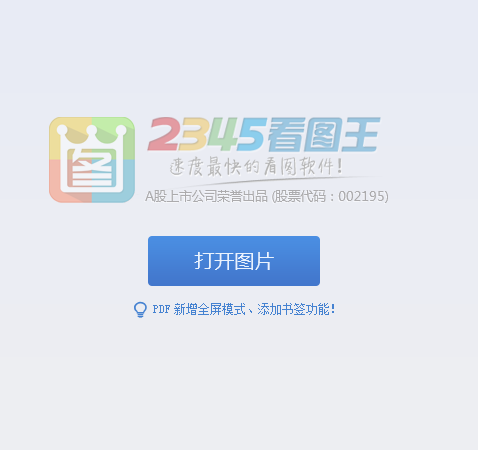 2345看图王
速度最快的看图软件!
图
A股上市公司荣誉出品 (股票代码：002195)
打开图片
PDF 新增全屏模式、添加书签功能!